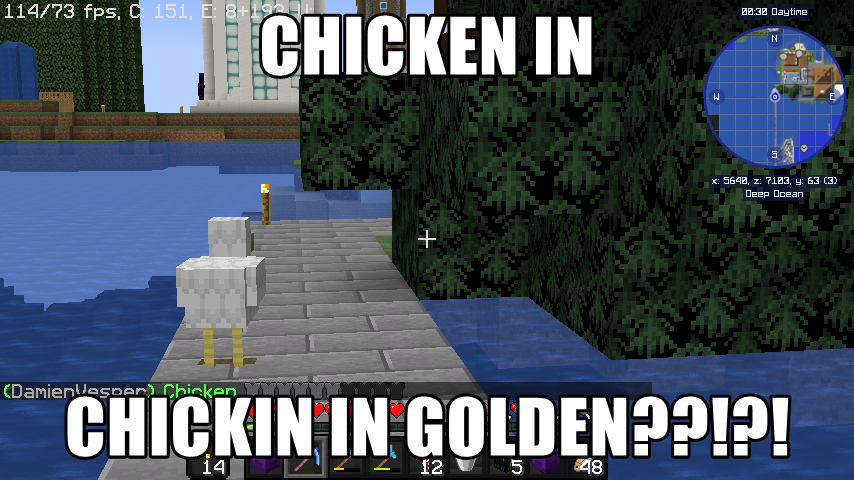 114/73 fps, C: 151, E: 8+192, U:
00:30 Daytime
CHICKEN IN
N
W
E
S
x: 5640, z: 7103, y: 63 (3)
Deep Ocean
(DamienVesper) Chicken
CHICKIN IN GOLDEN??!?!
14
12
5
48